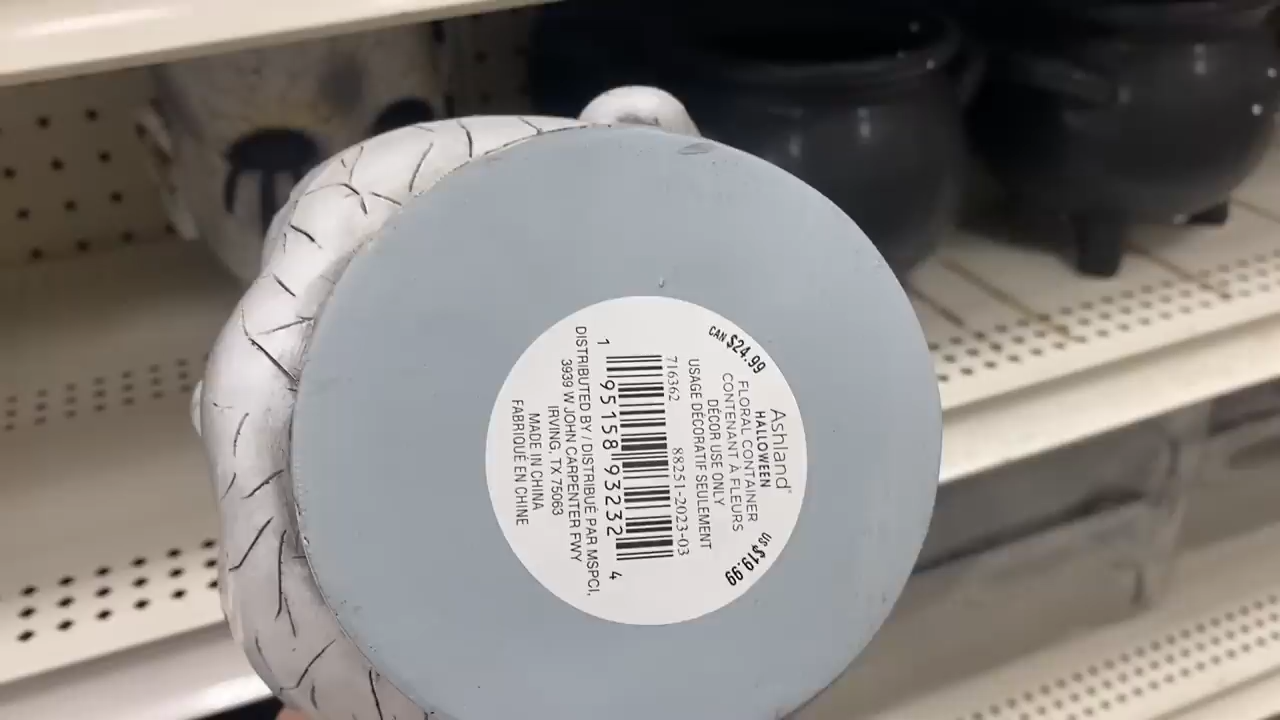 CAN $24.99
US $19.99
Ashland®
HALLOWEEN
FLORAL CONTAINER
CONTENANT À FLEURS
DÉCOR USE ONLY
USAGE DÉCORATIF SEULEMENT
716362 88251-2023-03
1 95158 93232 4
DISTRIBUTED BY / DISTRIBUÉ PAR MSPCI,
3939 W JOHN CARPENTER FWY
IRVING, TX 75063
MADE IN CHINA
FABRIQUÉ EN CHINE